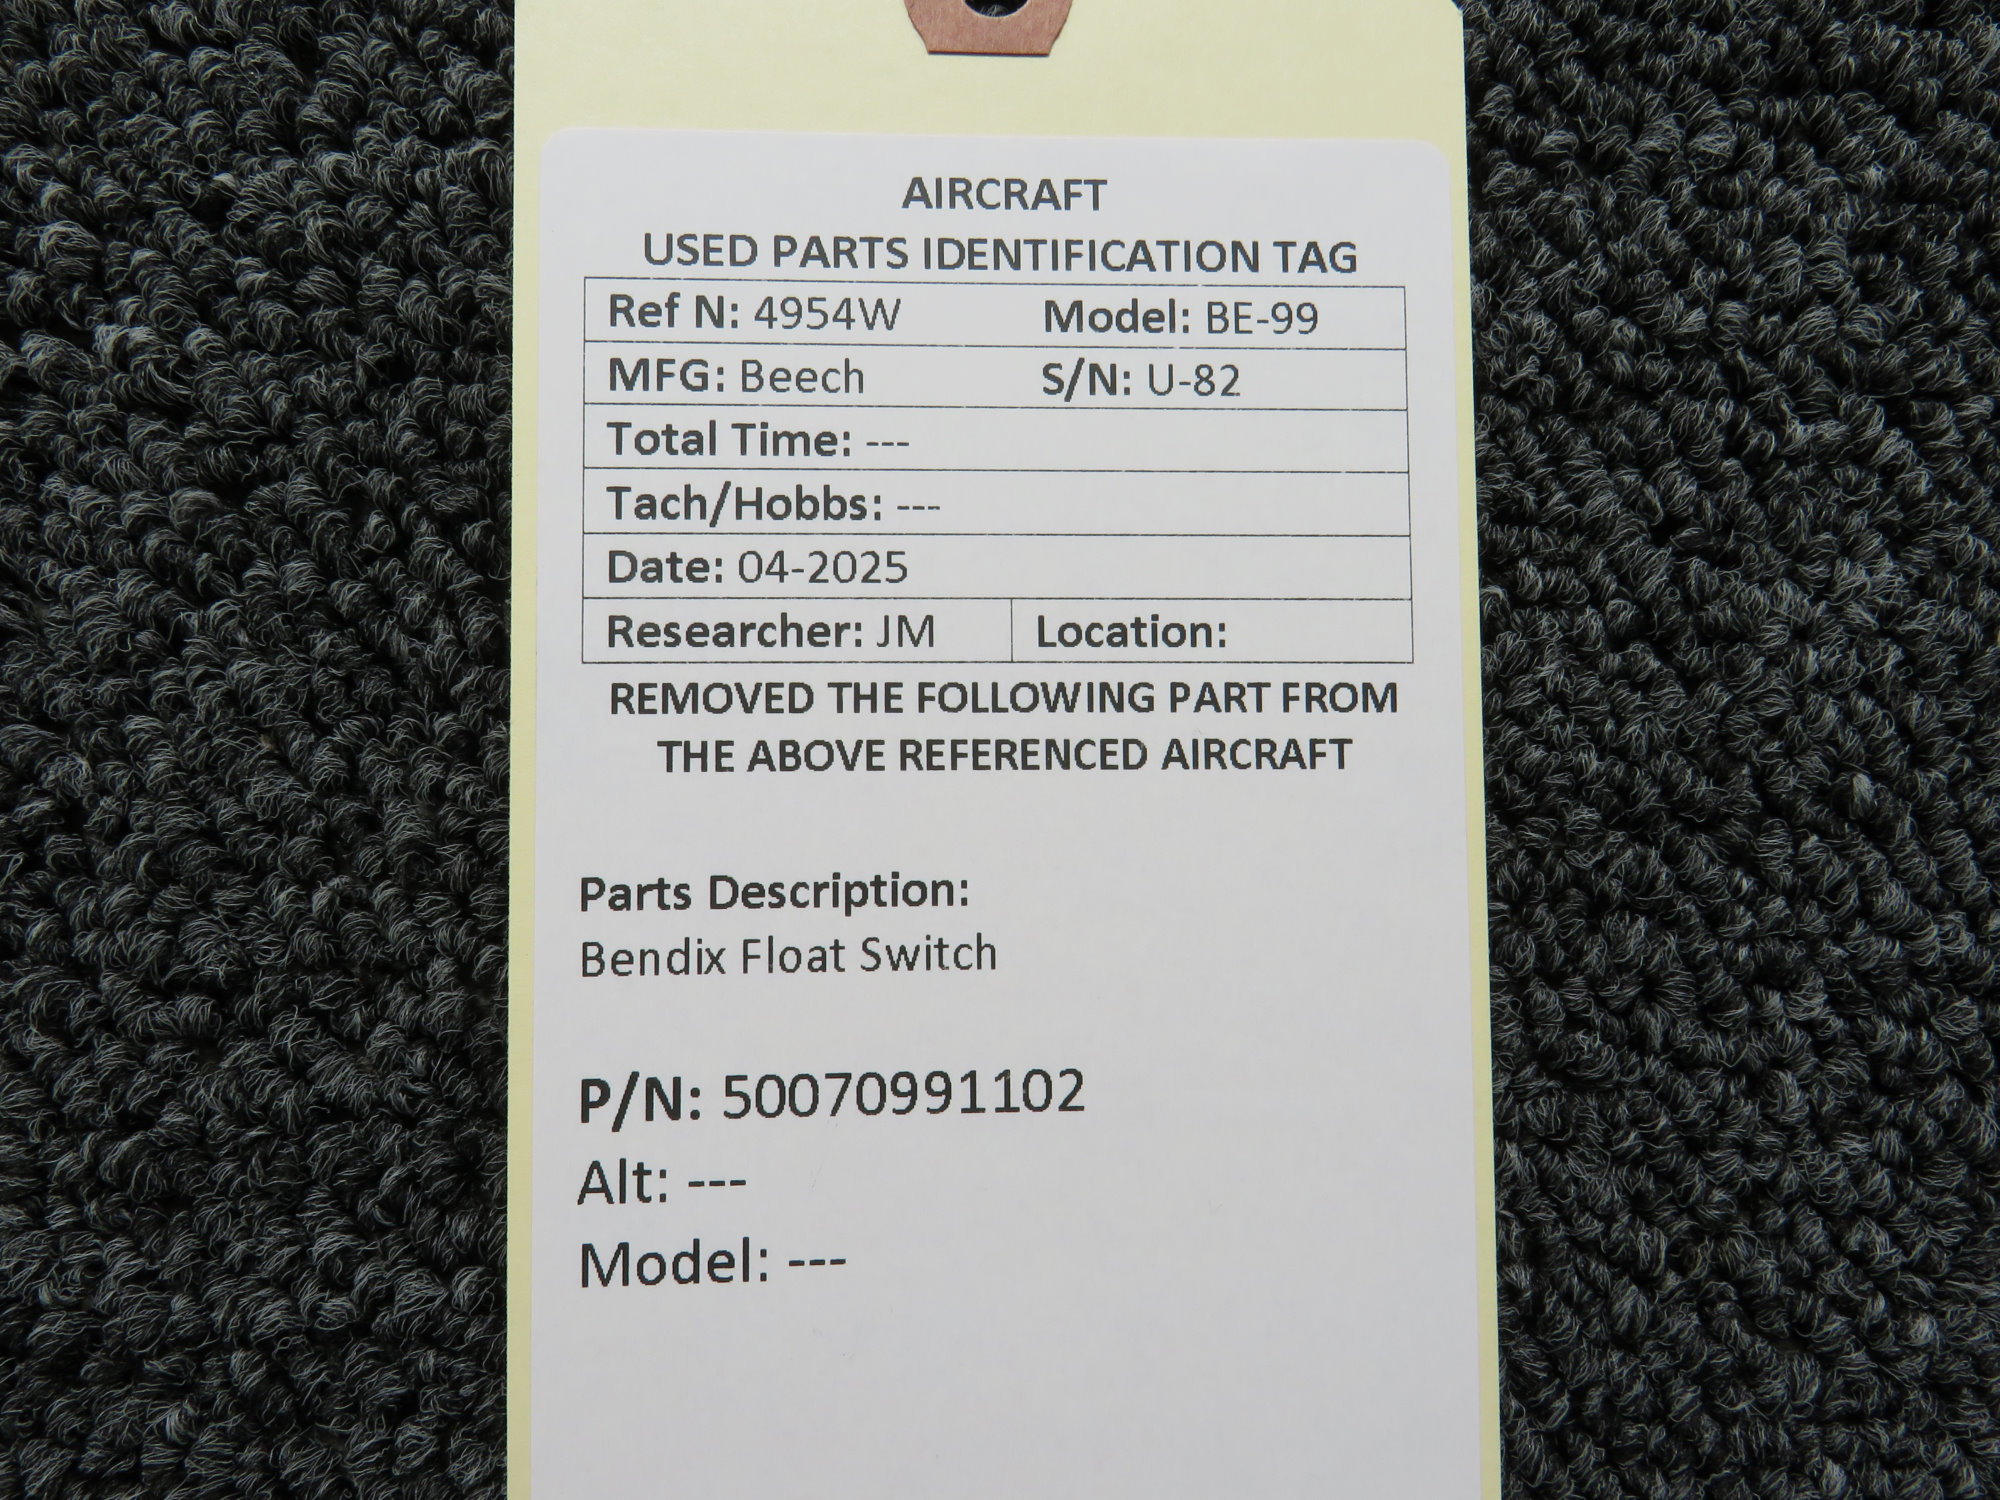 AIRCRAFT
USED PARTS IDENTIFICATION TAG
Ref N: 4954W Model: BE-99
MFG: Beech S/N: U-82
Total Time: ---
Tach/Hobbs: ---
Date: 04-2025
Researcher: JM Location:
REMOVED THE FOLLOWING PART FROM
THE ABOVE REFERENCED AIRCRAFT
Parts Description:
Bendix Float Switch
P/N: 50070991102
Alt: ---
Model: ---